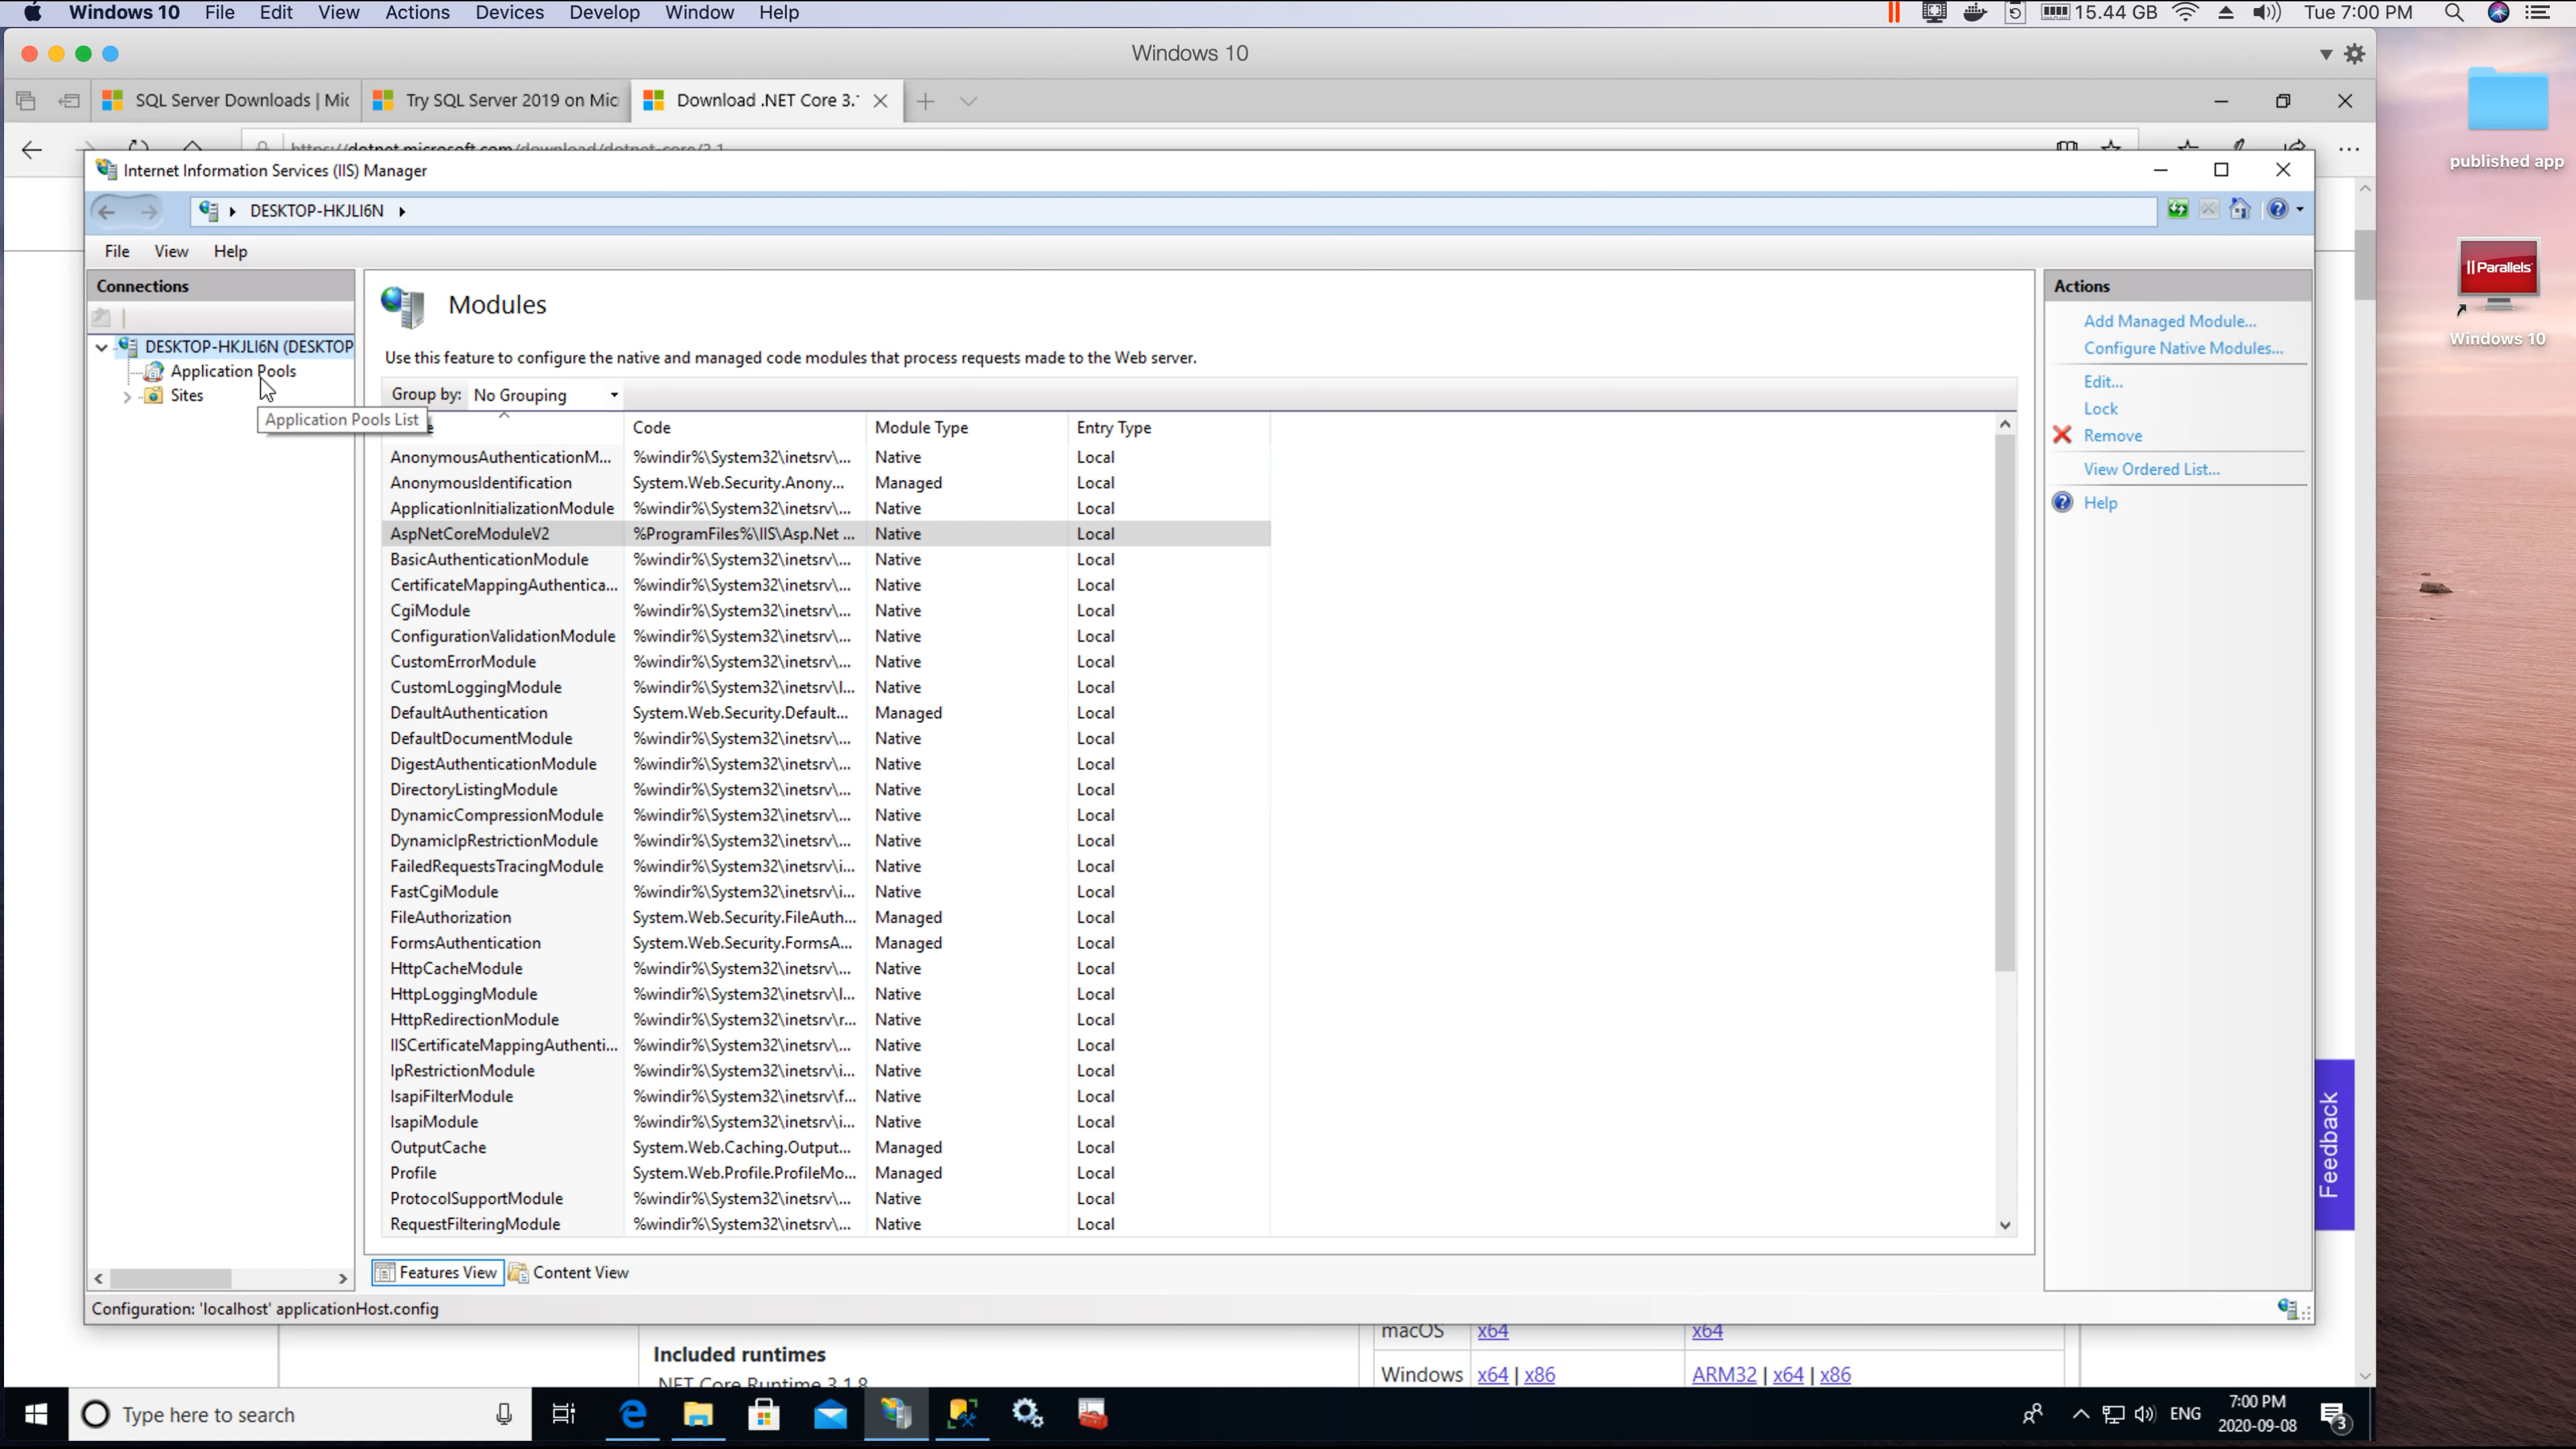 Windows 10 File Edit View Actions Devices Develop Window Help 15.44 GB Tue 7:00 PM
Windows 10
SQL Server Downloads | Mic Try SQL Server 2019 on Mic Download .NET Core 3.
https://dotnet.microsoft.com/download/dotnet-core/3.1
published app
Internet Information Services (IIS) Manager
DESKTOP-HKJLI6N
File View Help
Connections
DESKTOP-HKJLI6N (DESKTOP
Application Pools
Sites
Application Pools List
Modules
Use this feature to configure the native and managed code modules that process requests made to the Web server.
Group by: No Grouping
Code Module Type Entry Type
AnonymousAuthenticationM... %windir%\System32\inetsrv\... Native Local
AnonymousIdentification System.Web.Security.Anony... Managed Local
ApplicationInitializationModule %windir%\System32\inetsrv\... Native Local
AspNetCoreModuleV2 %ProgramFiles%\IIS\Asp.Net ... Native Local
BasicAuthenticationModule %windir%\System32\inetsrv\... Native Local
CertificateMappingAuthentica... %windir%\System32\inetsrv\... Native Local
CgiModule %windir%\System32\inetsrv\... Native Local
ConfigurationValidationModule %windir%\System32\inetsrv\... Native Local
CustomErrorModule %windir%\System32\inetsrv\... Native Local
CustomLoggingModule %windir%\System32\inetsrv\l... Native Local
DefaultAuthentication System.Web.Security.Default... Managed Local
DefaultDocumentModule %windir%\System32\inetsrv\... Native Local
DigestAuthenticationModule %windir%\System32\inetsrv\... Native Local
DirectoryListingModule %windir%\System32\inetsrv\... Native Local
DynamicCompressionModule %windir%\System32\inetsrv\... Native Local
DynamicIpRestrictionModule %windir%\System32\inetsrv\... Native Local
FailedRequestsTracingModule %windir%\System32\inetsrv\i... Native Local
FastCgiModule %windir%\System32\inetsrv\i... Native Local
FileAuthorization System.Web.Security.FileAuth... Managed Local
FormsAuthentication System.Web.Security.FormsA... Managed Local
HttpCacheModule %windir%\System32\inetsrv\... Native Local
HttpLoggingModule %windir%\System32\inetsrv\l... Native Local
HttpRedirectionModule %windir%\System32\inetsrv\r... Native Local
IISCertificateMappingAuthenti... %windir%\System32\inetsrv\... Native Local
IpRestrictionModule %windir%\System32\inetsrv\i... Native Local
IsapiFilterModule %windir%\System32\inetsrv\f... Native Local
IsapiModule %windir%\System32\inetsrv\i... Native Local
OutputCache System.Web.Caching.Output... Managed Local
Profile System.Web.Profile.ProfileMo... Managed Local
ProtocolSupportModule %windir%\System32\inetsrv\... Native Local
RequestFilteringModule %windir%\System32\inetsrv\... Native Local
Features View Content View
Actions
Add Managed Module...
Configure Native Modules...
Edit...
Lock
Remove
View Ordered List...
Help
Parallels
Windows 10
Feedback
Configuration: 'localhost' applicationHost.config
Included runtimes
.NET Core Runtime 3.1.8
macOS x64 x64
Windows x64 | x86 ARM32 | x64 | x86
Type here to search
ENG
7:00 PM
2020-09-08
3